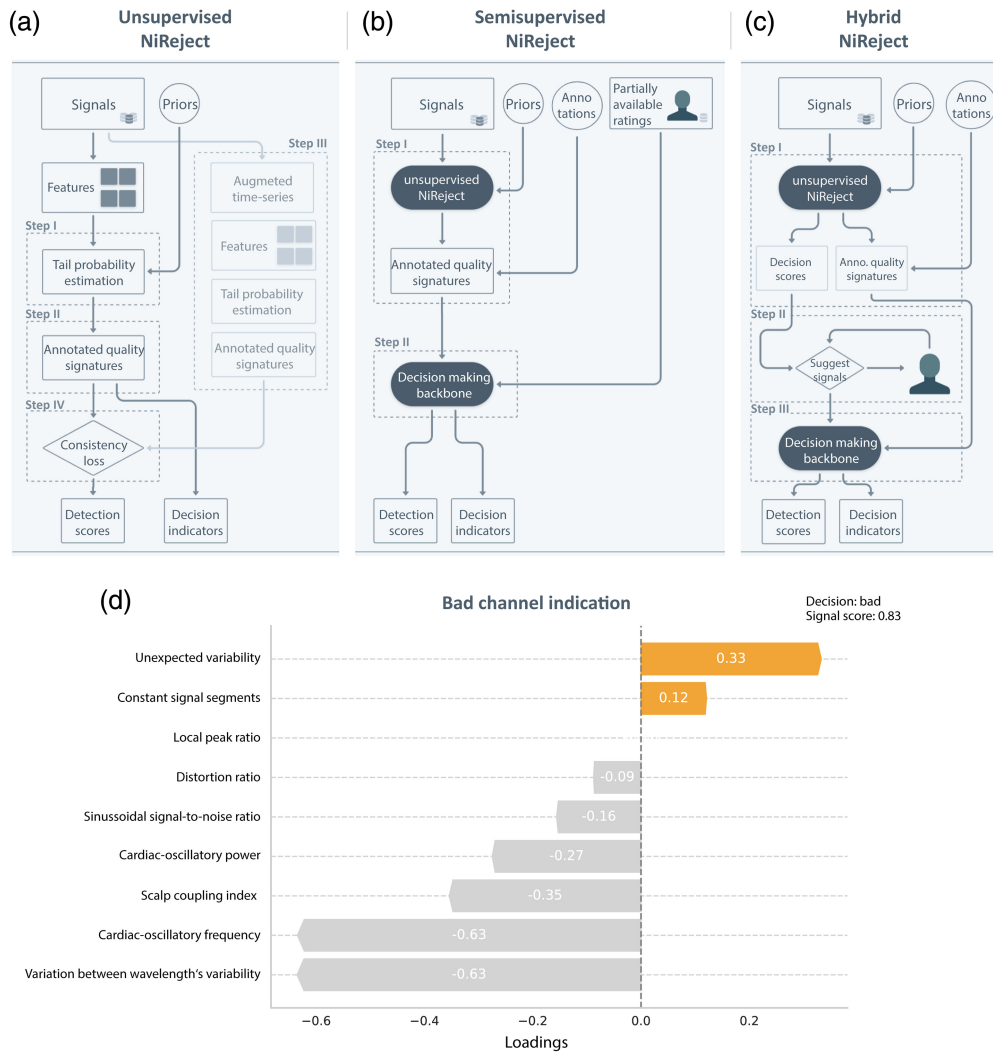 (a)
Unsupervised
NiReject
Signals
Priors
Step III
Features
Augmeted
time-series
Step I
Features
Tail probability
estimation
Tail probability
estimation
Step II
Annotated quality
signatures
Annotated quality
signatures
Step IV
Consistency
loss
Detection
scores
Decision
indicators
(b)
Semisupervised
NiReject
Signals
Priors
Anno
tations
Partially
available
ratings
Step I
unsupervised
NiReject
Annotated quality
signatures
Step II
Decision making
backbone
Detection
scores
Decision
indicators
(c)
Hybrid
NiReject
Signals
Priors
Anno
tations
Step I
unsupervised
NiReject
Decision
scores
Anno. quality
signatures
Step II
Suggest
signals
Step III
Decision making
backbone
Detection
scores
Decision
indicators
(d)
Bad channel indication
Decision: bad
Signal score: 0.83
Unexpected variability
0.33
Constant signal segments
0.12
Local peak ratio
Distortion ratio
-0.09
Sinussoidal signal-to-noise ratio
-0.16
Cardiac-oscillatory power
-0.27
Scalp coupling index
-0.35
Cardiac-oscillatory frequency
-0.63
Variation between wavelength's variability
-0.63
−0.6
−0.4
−0.2
0.0
0.2
Loadings